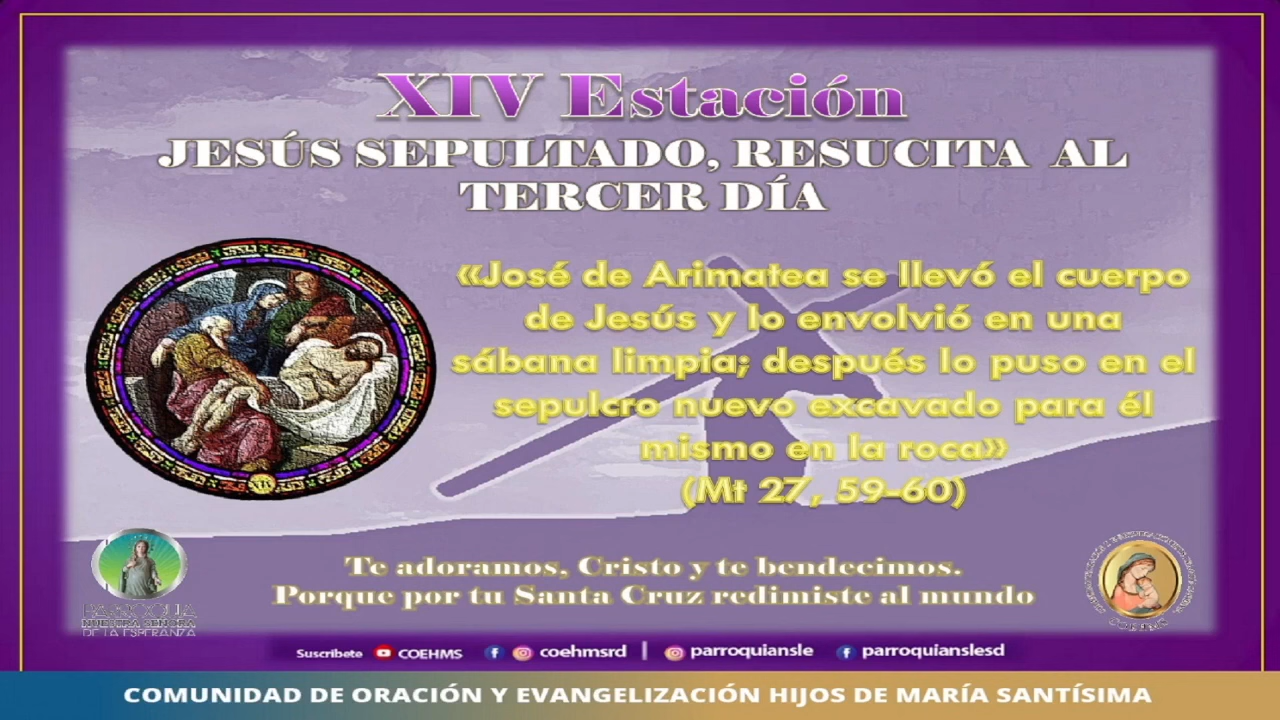 XIV Estación
JESÚS SEPULTADO, RESUCITA AL
TERCER DÍA
«José de Arimatea se llevó el cuerpo
de Jesús y lo envolvió en una
sábana limpia; después lo puso en el
sepulcro nuevo excavado para él
mismo en la roca»
(Mt 27, 59-60)
XIV
Te adoramos, Cristo y te bendecimos.
Porque por tu Santa Cruz redimiste al mundo
PARROQUIA
NUESTRA SEÑORA
DE LA ESPERANZA
COEHMS
Suscribete COEHMS coehmsrd | parroquiansle parroquianslesd
COMUNIDAD DE ORACIÓN Y EVANGELIZACIÓN HIJOS DE MARÍA SANTÍSIMA